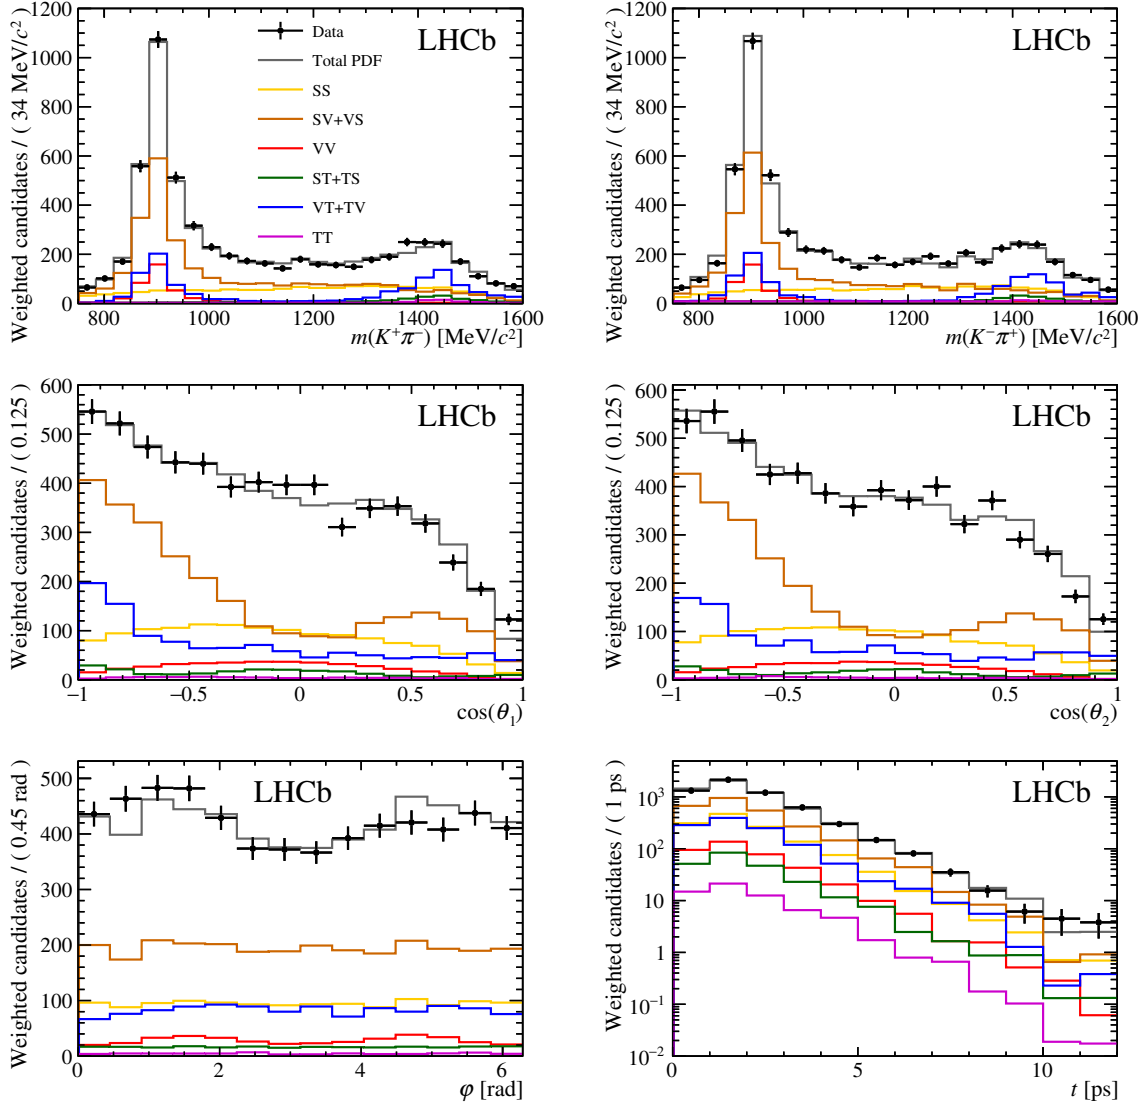 Weighted candidates / ( 34 MeV/c²)
1200
1000
800
600
400
200
0
LHCb
Data
Total PDF
SS
SV+VS
VV
ST+TS
VT+TV
TT
800 1000 1200 1400 1600
m(K⁺π⁻) [MeV/c²]
Weighted candidates / ( 34 MeV/c²)
1200
1000
800
600
400
200
0
LHCb
800 1000 1200 1400 1600
m(K⁻π⁺) [MeV/c²]
Weighted candidates / ( 0.125)
600
500
400
300
200
100
0
LHCb
−1 −0.5 0 0.5 1
cos(θ₁)
Weighted candidates / ( 0.125)
600
500
400
300
200
100
0
LHCb
−1 −0.5 0 0.5 1
cos(θ₂)
Weighted candidates / ( 0.45 rad)
500
400
300
200
100
0
LHCb
0 2 4 6
φ [rad]
Weighted candidates / ( 1 ps)
10³
10²
10
1
10⁻¹
10⁻²
LHCb
0 5 10
t [ps]